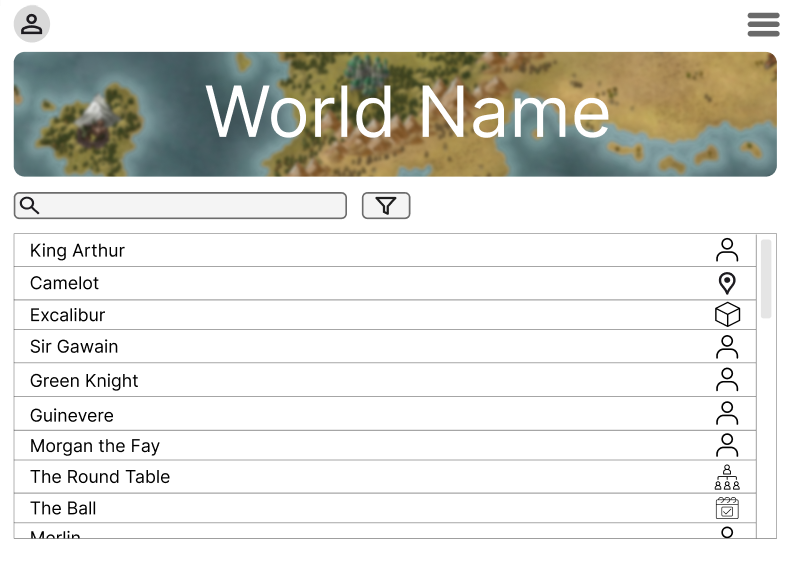 World Name
King Arthur
Camelot
Excalibur
Sir Gawain
Green Knight
Guinevere
Morgan the Fay
The Round Table
The Ball
Merlin